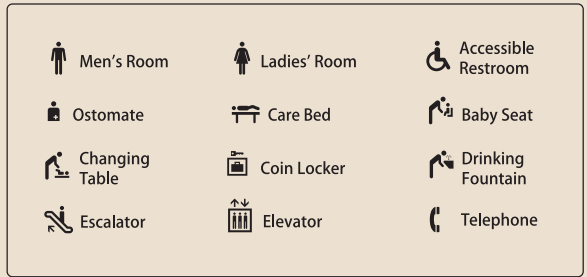 Men's Room
Ladies' Room
Accessible
Restroom
Ostomate
Care Bed
Baby Seat
Changing
Table
Coin Locker
Drinking
Fountain
Escalator
Elevator
Telephone